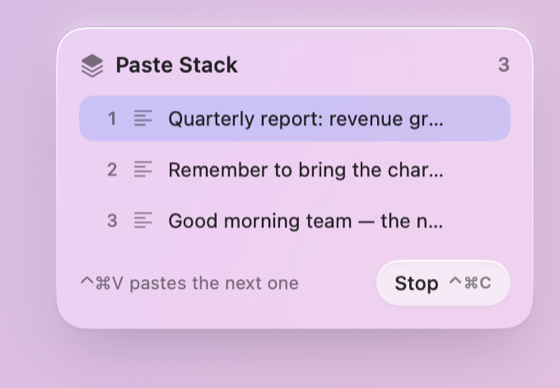 Paste Stack 3
1 Quarterly report: revenue gr...
2 Remember to bring the char...
3 Good morning team — the n...
^⌘V pastes the next one Stop ^⌘C